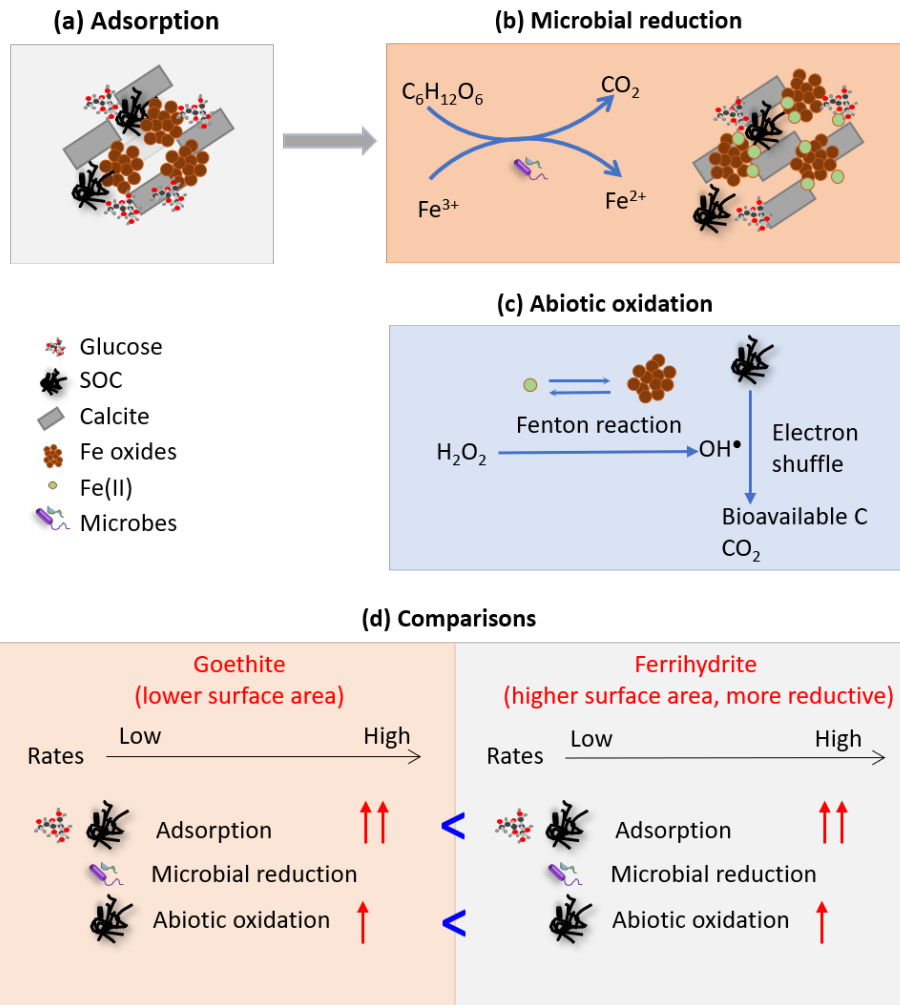 (a) Adsorption
(b) Microbial reduction
C₆H₁₂O₆
CO₂
Fe³⁺
Fe²⁺
(c) Abiotic oxidation
Glucose
SOC
Calcite
Fe oxides
Fe(II)
Microbes
Fenton reaction
H₂O₂
OH•
Electron
shuffle
Bioavailable C
CO₂
(d) Comparisons
Goethite
(lower surface area)
Rates
Low
High
Adsorption
Microbial reduction
Abiotic oxidation
<
<
Ferrihydrite
(higher surface area, more reductive)
Rates
Low
High
Adsorption
Microbial reduction
Abiotic oxidation